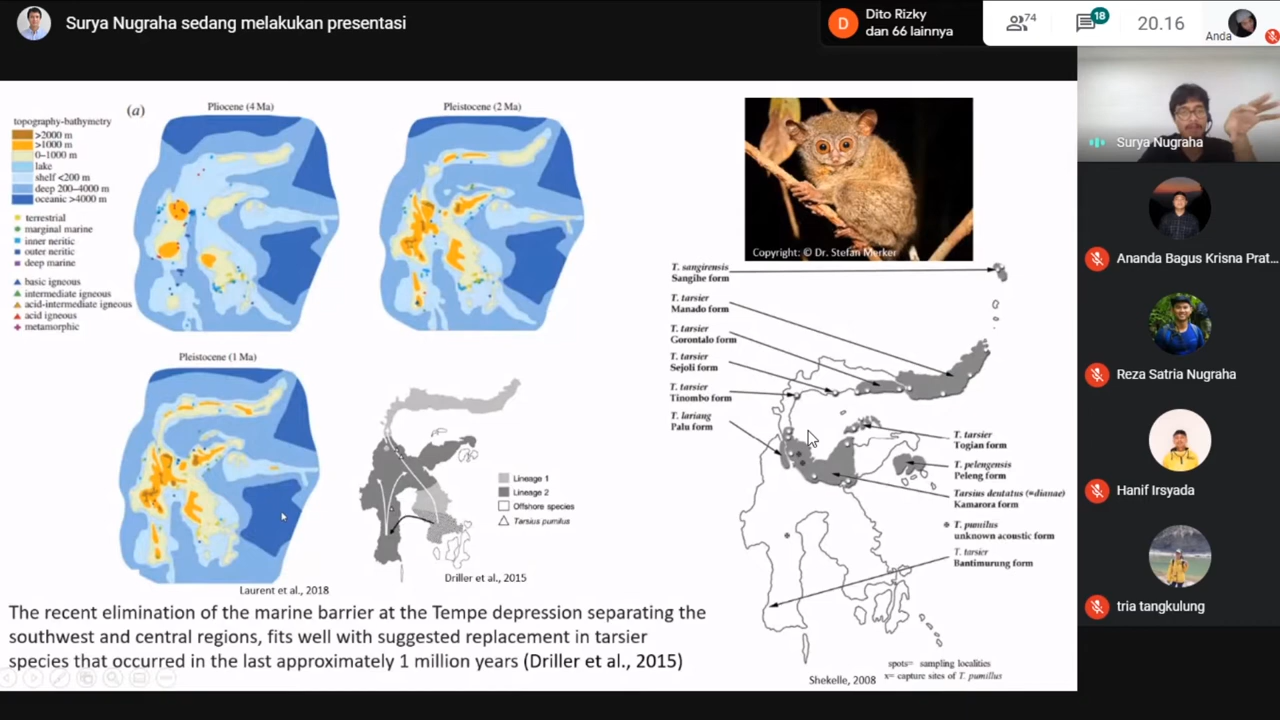 Surya Nugraha sedang melakukan presentasi
D
Dito Rizky
dan 66 lainnya
74
18
20.16
Anda
(a)
Pliocene (4 Ma)
Pleistocene (2 Ma)
topography-bathymetry
>2000 m
>1000 m
0–1000 m
lake
shelf <200 m
deep 200–4000 m
oceanic >4000 m
terrestrial
marginal marine
inner neritic
outer neritic
deep marine
basic igneous
intermediate igneous
acid-intermediate igneous
acid igneous
metamorphic
Pleistocene (1 Ma)
Laurent et al., 2018
Lineage 1
Lineage 2
Offshore species
Tarsius pumilus
Driller et al., 2015
Copyright: © Dr. Stefan Merker
T. sangirensis
Sangihe form
T. tarsier
Manado form
T. tarsier
Gorontalo form
T. tarsier
Sejoli form
T. tarsier
Tinombo form
T. lariang
Palu form
T. tarsier
Togian form
T. pelengensis
Peleng form
Tarsius dentatus (=dianae)
Kamarora form
T. pumilus
unknown acoustic form
T. tarsier
Bantimurung form
spots= sampling localities
x= capture sites of T. pumillus
Shekelle, 2008
The recent elimination of the marine barrier at the Tempe depression separating the
southwest and central regions, fits well with suggested replacement in tarsier
species that occurred in the last approximately 1 million years (Driller et al., 2015)
Surya Nugraha
Ananda Bagus Krisna Prat...
Reza Satria Nugraha
Hanif Irsyada
tria tangkulung